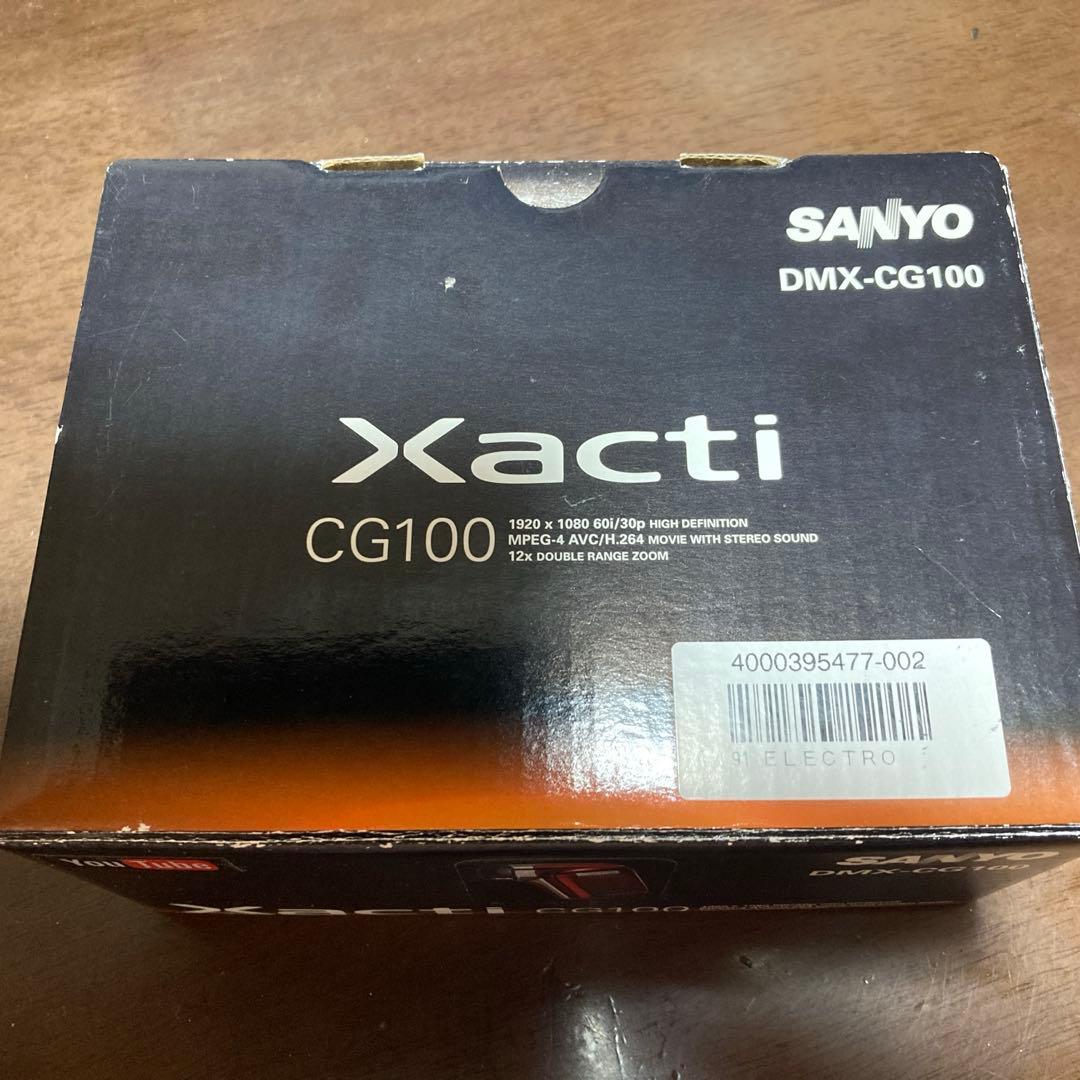 SANYO
DMX-CG100
Xacti
CG100
1920 x 1080 60i/30p HIGH DEFINITION
MPEG-4 AVC/H.264 MOVIE WITH STEREO SOUND
12x DOUBLE RANGE ZOOM
4000395477-002
91 ELECTRO
YouTube
SANYO
DMX-CG100
Xacti CG100